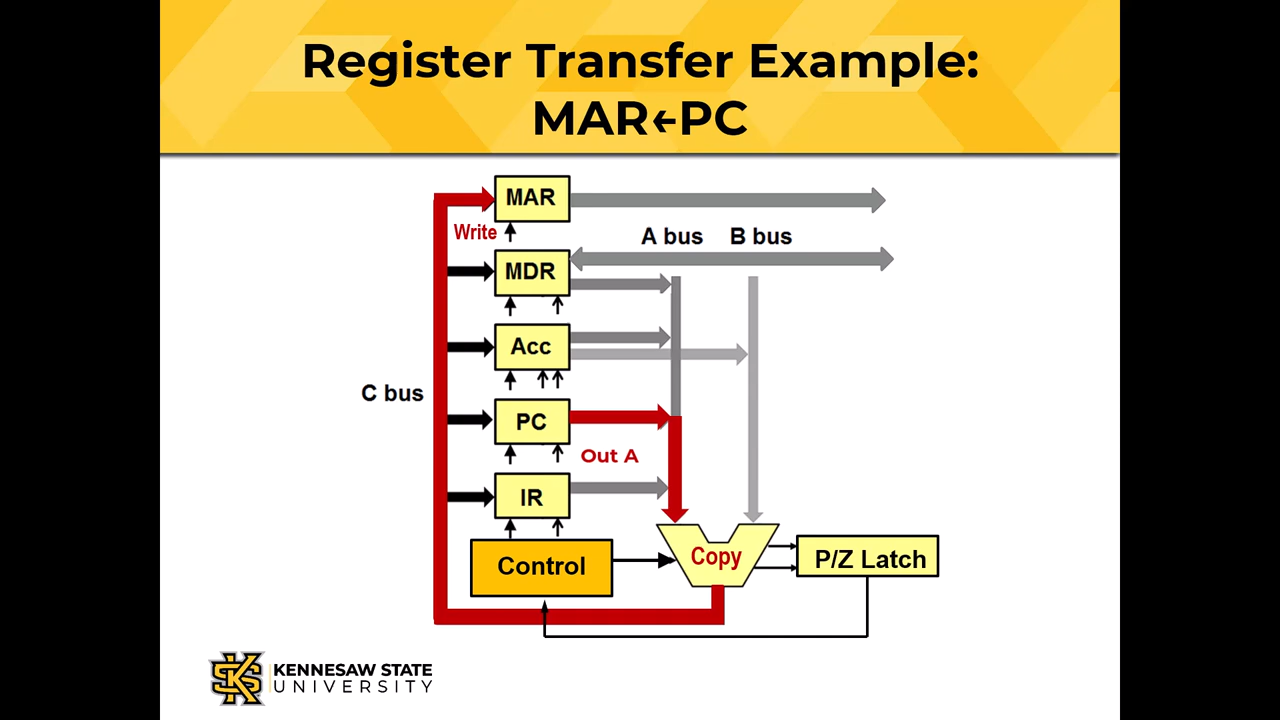 Register Transfer Example:
MAR←PC
MAR
Write
A bus B bus
MDR
Acc
C bus
PC
Out A
IR
Control
Copy
P/Z Latch
KS
KENNESAW STATE
UNIVERSITY